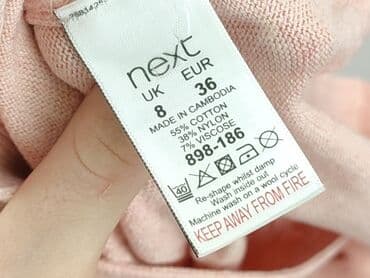 next
UK EUR
8 36
MADE IN CAMBODIA
55% COTTON
38% NYLON
7% VISCOSE
898-186
40
Re-shape whilst damp
Wash inside out
Machine wash on a wool cycle
KEEP AWAY FROM FIRE